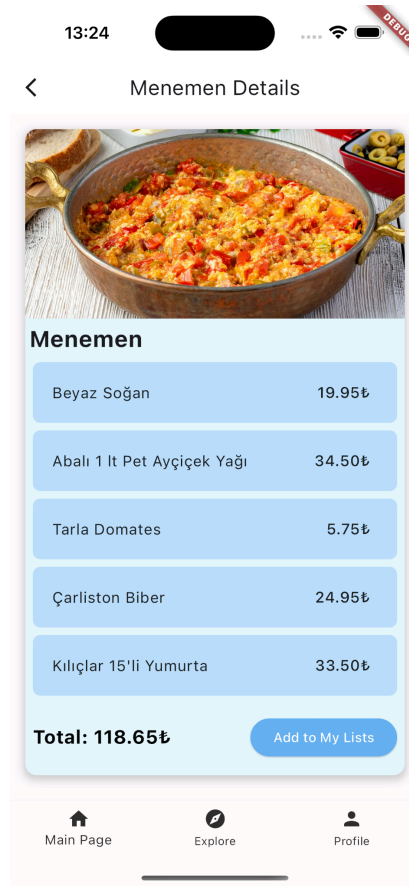 13:24
DEBUG
Menemen Details
Menemen
Beyaz Soğan 19.95₺
Abalı 1 lt Pet Ayçiçek Yağı 34.50₺
Tarla Domates 5.75₺
Çarliston Biber 24.95₺
Kılıçlar 15'li Yumurta 33.50₺
Total: 118.65₺ Add to My Lists
Main Page Explore Profile